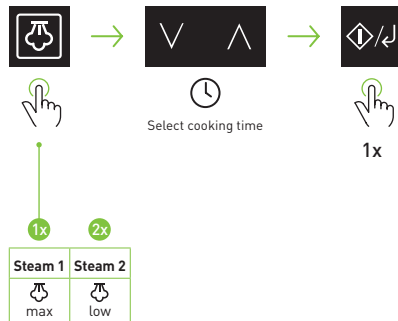 Select cooking time
1x
1x 2x
Steam 1 Steam 2
max low